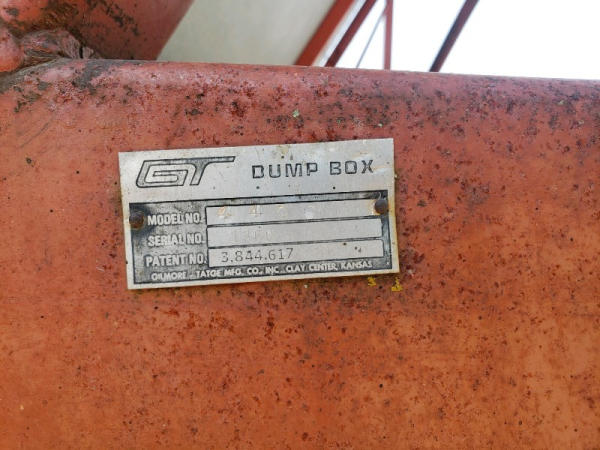 GT DUMP BOX
MODEL NO.
SERIAL NO.
PATENT NO. 3.844.617
GILMORE - TATGE MFG. CO., INC. CLAY CENTER, KANSAS